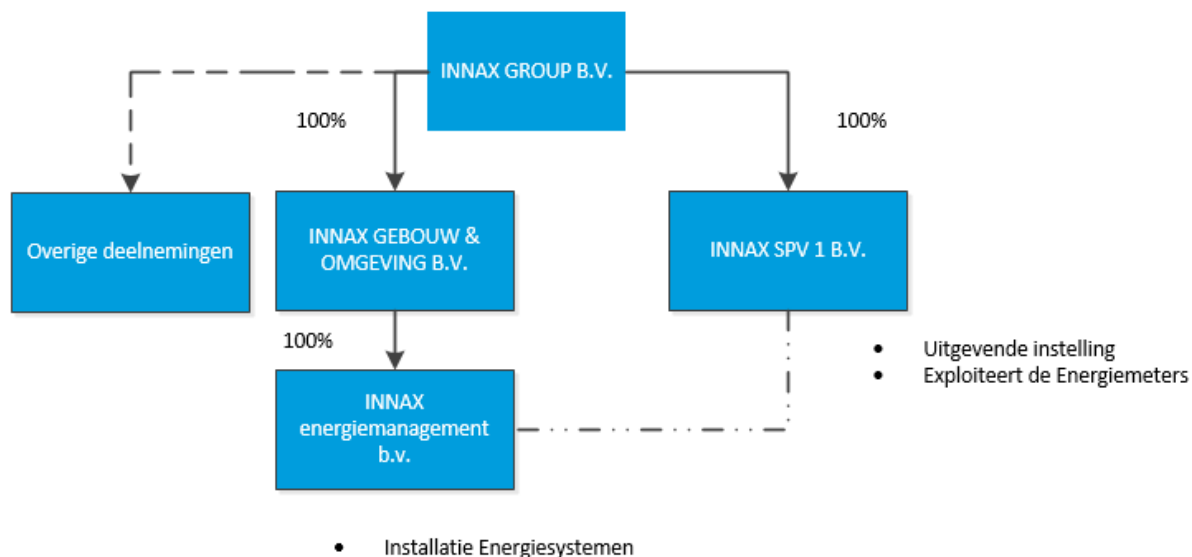 INNAX GROUP B.V.
100%
100%
Overige deelnemingen
INNAX GEBOUW &
OMGEVING B.V.
INNAX SPV 1 B.V.
100%
• Uitgevende instelling
• Exploiteert de Energiemeters
INNAX
energiemanagement
b.v.
• Installatie Energiesystemen